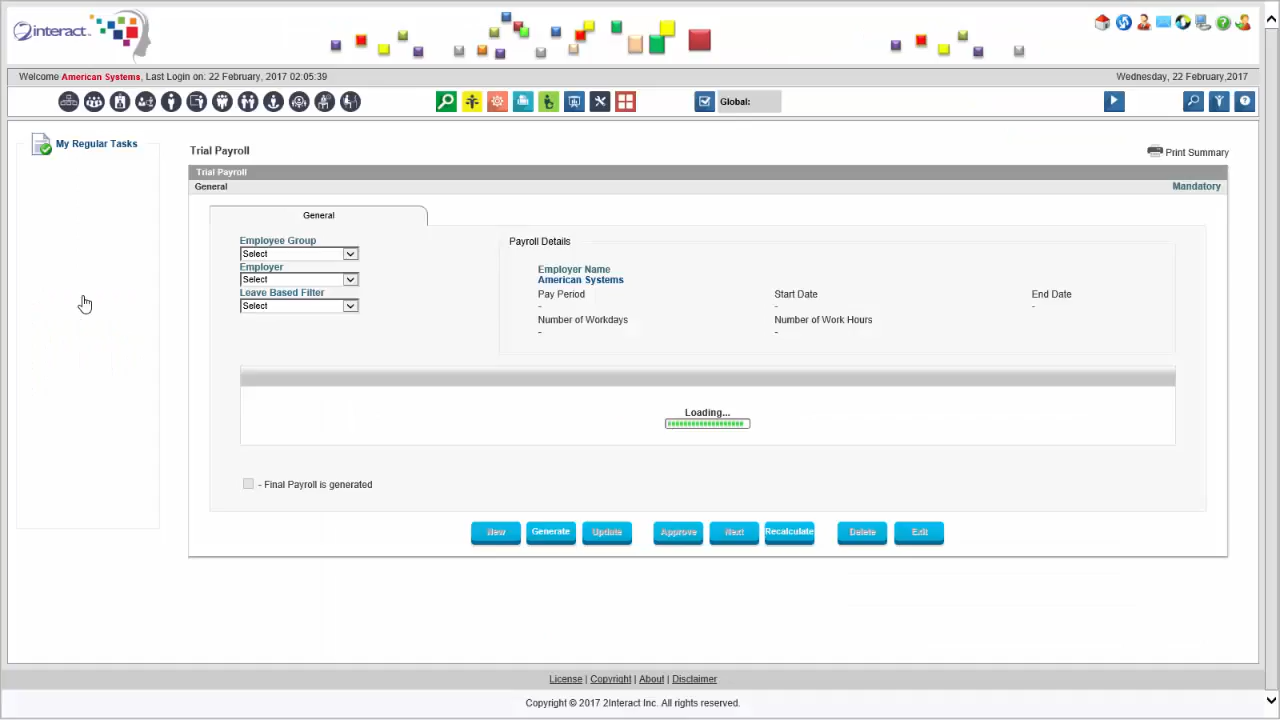 2interact
Welcome American Systems, Last Login on: 22 February, 2017 02:05:39
Wednesday, 22 February,2017
Global:
My Regular Tasks
Trial Payroll
Print Summary
Trial Payroll
General
Mandatory
General
Employee Group
Select
Employer
Select
Leave Based Filter
Select
Payroll Details
Employer Name
American Systems
Pay Period
Start Date
End Date
-
-
-
Number of Workdays
Number of Work Hours
-
-
Loading...
- Final Payroll is generated
New
Generate
Update
Approve
Next
Recalculate
Delete
Exit
License | Copyright | About | Disclaimer
Copyright © 2017 2Interact Inc. All rights reserved.